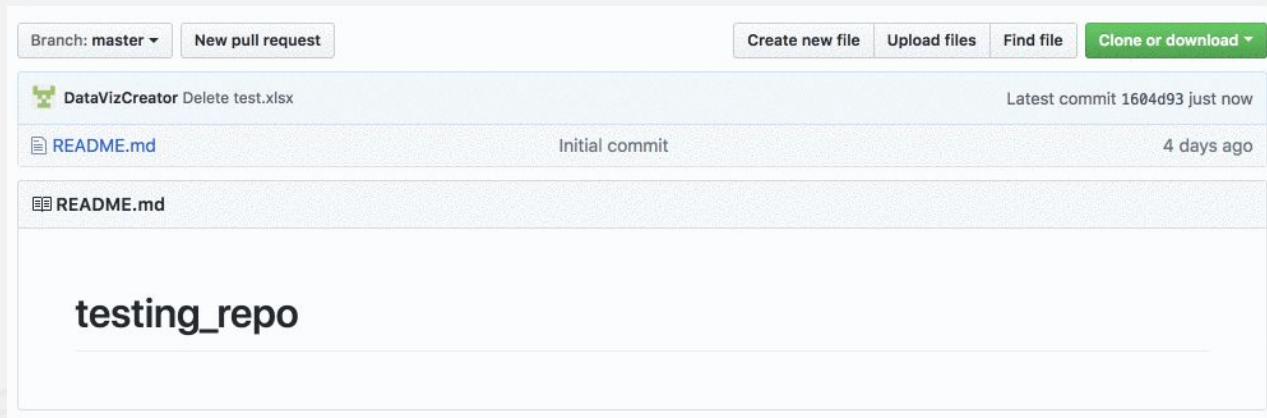 Branch: master New pull request Create new file Upload files Find file Clone or download
DataVizCreator Delete test.xlsx Latest commit 1604d93 just now
README.md Initial commit 4 days ago
README.md
testing_repo